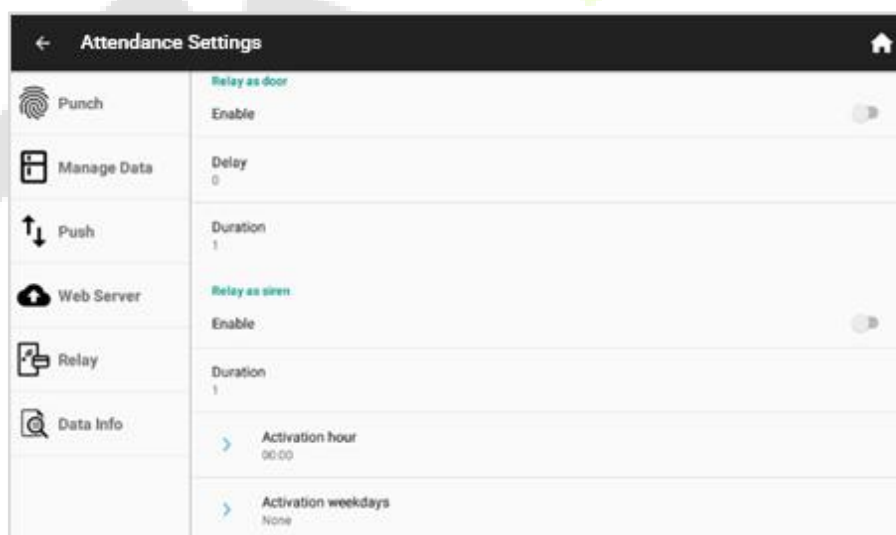 Attendance Settings
Punch
Manage Data
Push
Web Server
Relay
Data Info
Relay as door
Enable
Delay
0
Duration
1
Relay as siren
Enable
Duration
1
Activation hour
00:00
Activation weekdays
None